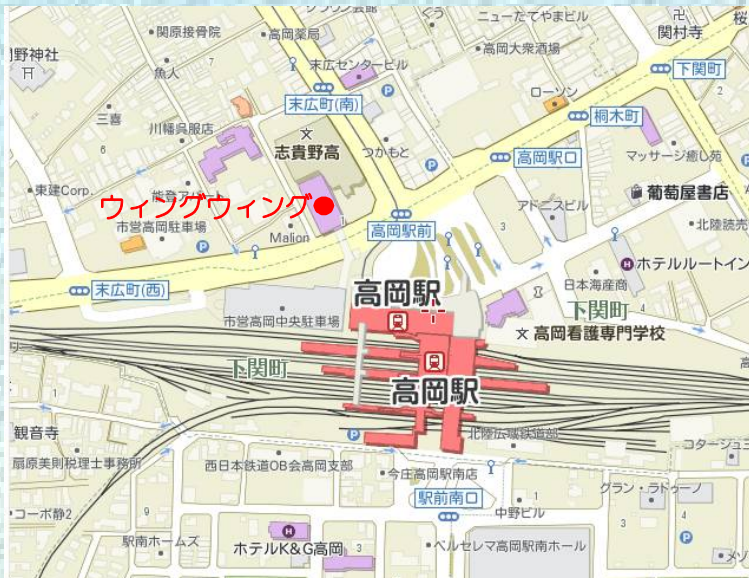 ニューたてやまビル
関村寺
関原接骨院
高岡薬局
高岡大衆酒場
末広センタービル
下関町
魚人
三喜
末広町(南)
ローソン
桐木町
川幡呉服店
志貴野高
つかもと
高岡駅口
マッサージ癒し苑
東建Corp.
能登アパート
葡萄屋書店
ウィングウィング
アドニスビル
市営高岡駐車場
Malion
高岡駅前
3
北陸読売
ホテルルートイン
末広町(西)
高岡駅
日本海産商
市営高岡中央駐車場
下関町
高岡看護専門学校
下関町
高岡駅
観音寺
北陸広域鉄道部
コタージュ
扇原美則税理士事務所
西日本鉄道OB会高岡支部
今庄高岡駅南店
グラン・ラドゥーノ
駅前南口
コーポ静2
中野ビル
駅南ホームズ
ホテルK&G高岡
ベルセレマ高岡駅南ホール